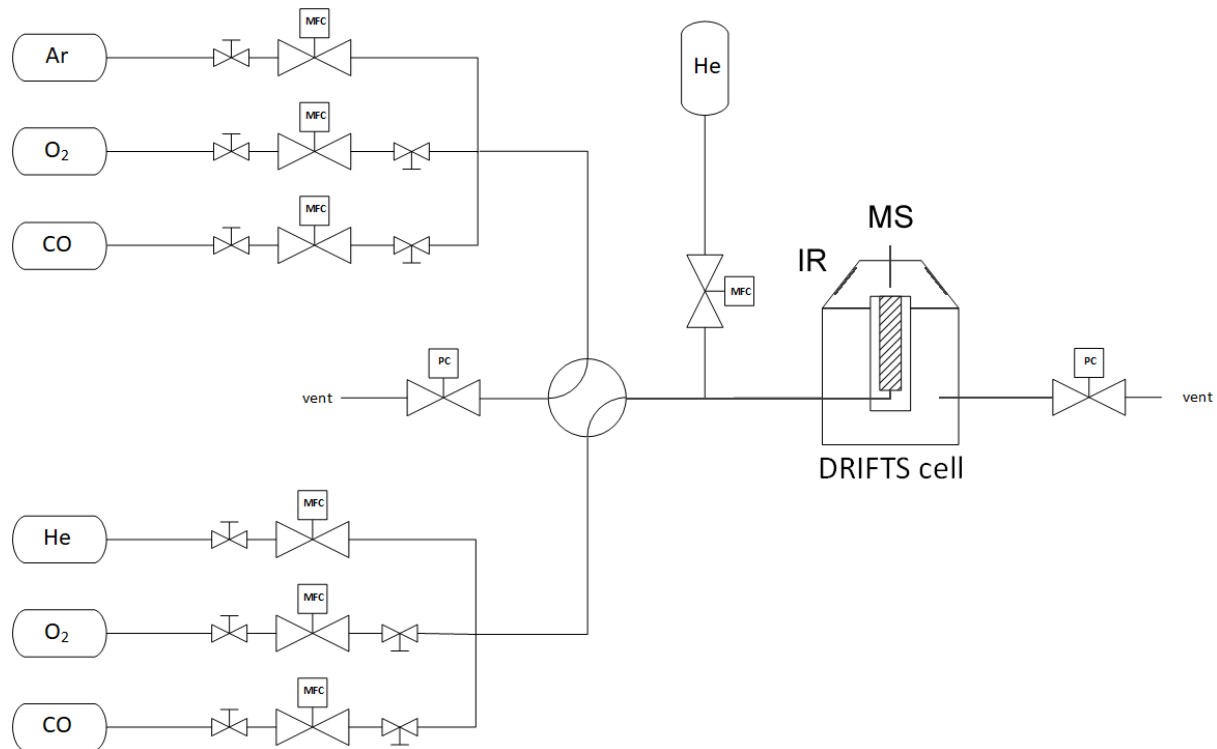 MFC
Ar
MFC
O₂
MFC
CO
He
MFC
MS
IR
PC
vent
PC
vent
DRIFTS cell
MFC
He
MFC
O₂
MFC
CO